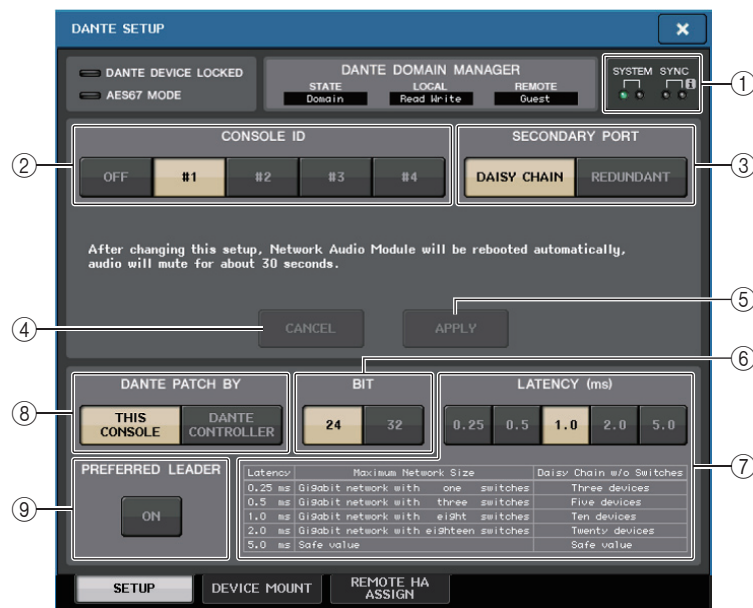 DANTE SETUP
DANTE DEVICE LOCKED
AES67 MODE
DANTE DOMAIN MANAGER
STATE LOCAL REMOTE
Domain Read Write Guest
SYSTEM SYNC
1
CONSOLE ID
2
OFF #1 #2 #3 #4
SECONDARY PORT
DAISY CHAIN REDUNDANT
3
After changing this setup, Network Audio Module will be rebooted automatically,
audio will mute for about 30 seconds.
4
CANCEL APPLY
5
6
DANTE PATCH BY
8
THIS CONSOLE
DANTE CONTROLLER
BIT
24 32
LATENCY (ms)
0.25 0.5 1.0 2.0 5.0
7
PREFERRED LEADER
9
ON
Latency Maximum Network Size Daisy Chain w/o Switches
0.25 ms Gigabit network with one switches Three devices
0.5 ms Gigabit network with three switches Five devices
1.0 ms Gigabit network with eight switches Ten devices
2.0 ms Gigabit network with eighteen switches Twenty devices
5.0 ms Safe value Safe value
SETUP DEVICE MOUNT REMOTE HA ASSIGN